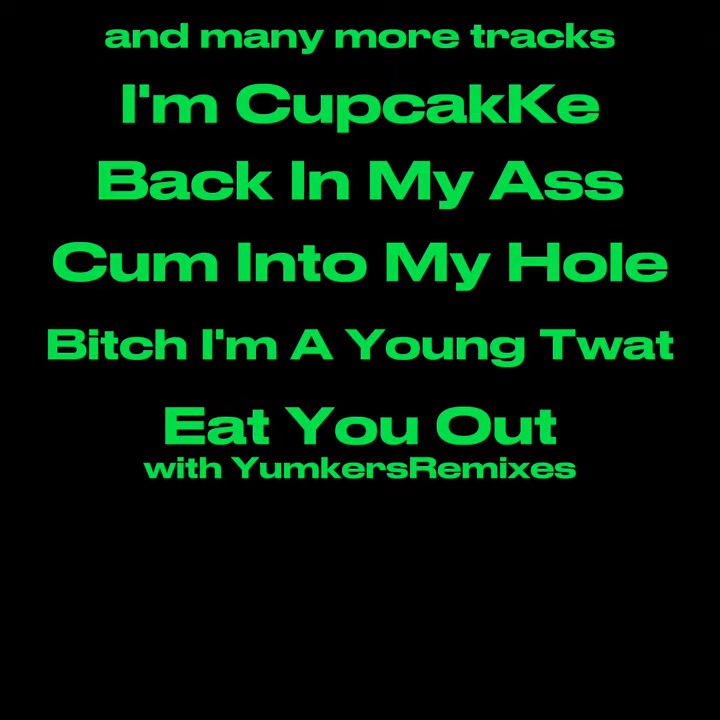 and many more tracks
I'm CupcakKe
Back In My Ass
Cum Into My Hole
Bitch I'm A Young Twat
Eat You Out
with YumkersRemixes